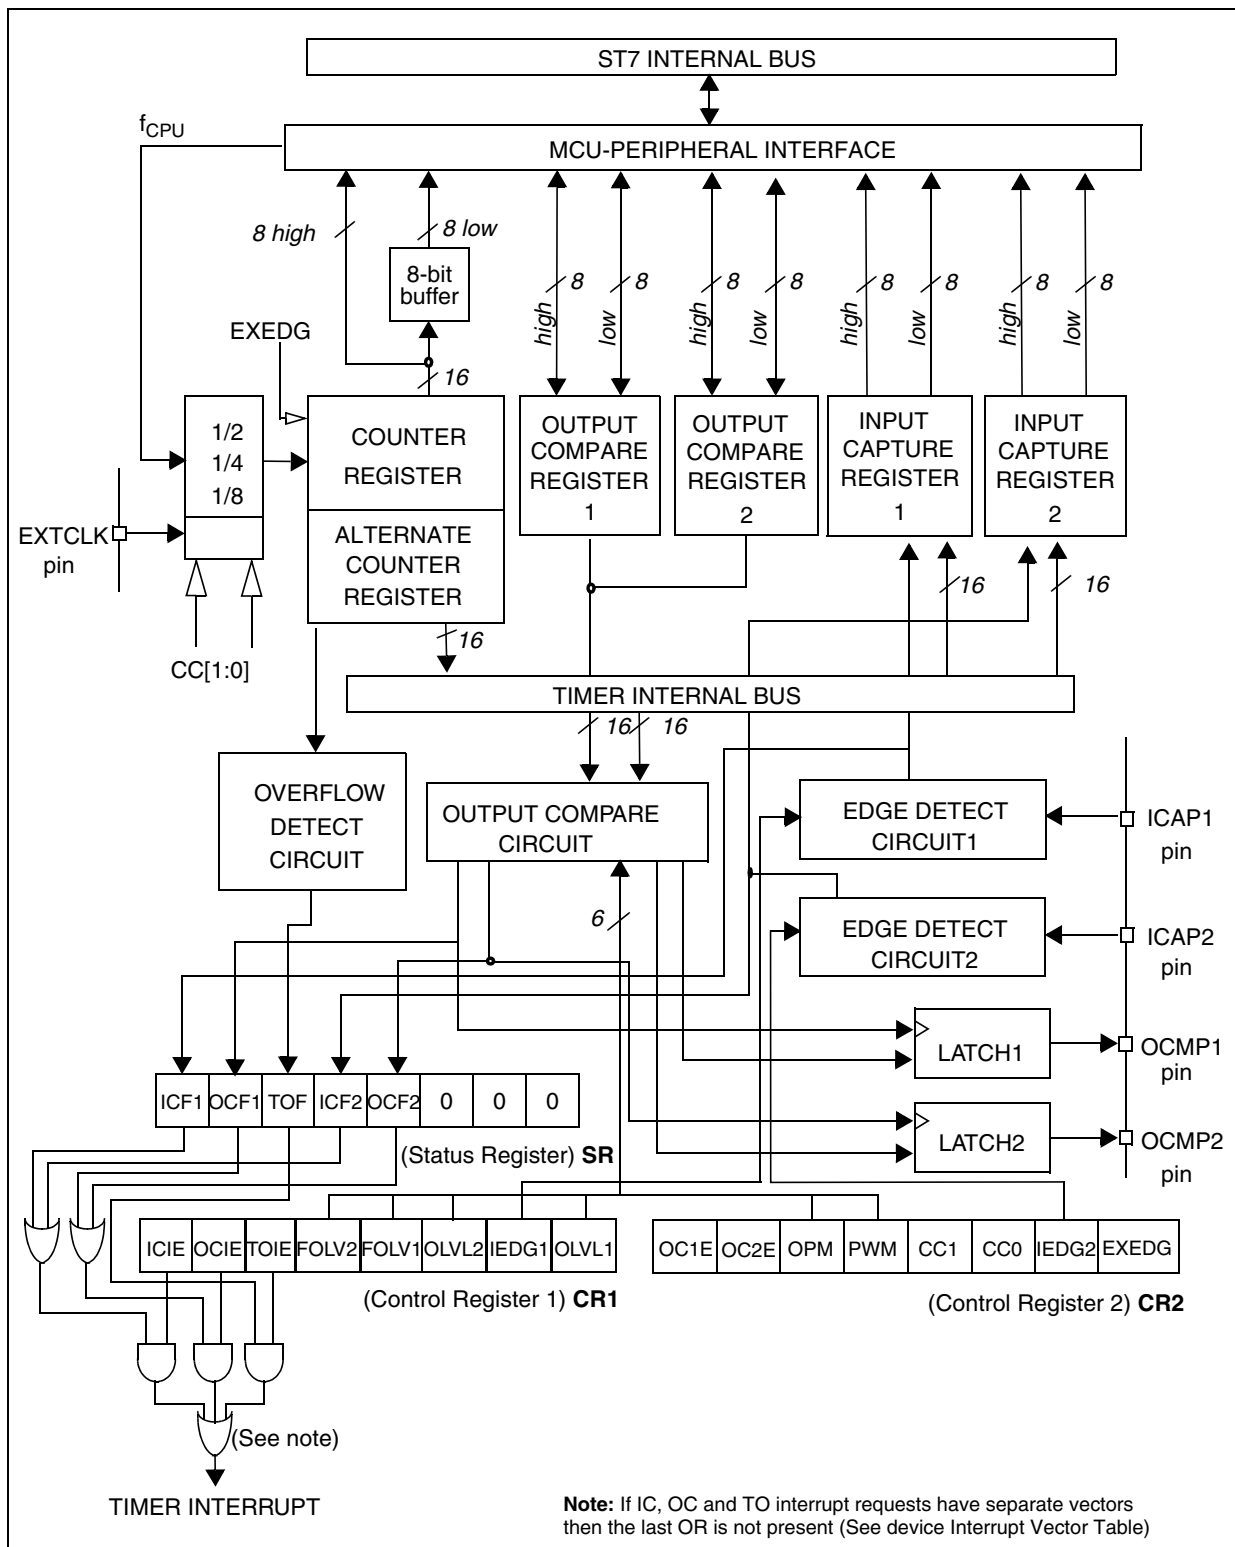 ST7 INTERNAL BUS
fCPU
MCU-PERIPHERAL INTERFACE
8 high
8 low
8-bit
buffer
high
8
low
8
high
8
low
8
high
8
low
8
high
8
low
8
EXEDG
16
1/2
1/4
1/8
COUNTER
REGISTER
ALTERNATE
COUNTER
REGISTER
OUTPUT
COMPARE
REGISTER
1
OUTPUT
COMPARE
REGISTER
2
INPUT
CAPTURE
REGISTER
1
INPUT
CAPTURE
REGISTER
2
EXTCLK
pin
CC[1:0]
16
16
16
TIMER INTERNAL BUS
16
16
OVERFLOW
DETECT
CIRCUIT
OUTPUT COMPARE
CIRCUIT
6
EDGE DETECT
CIRCUIT1
ICAP1
pin
EDGE DETECT
CIRCUIT2
ICAP2
pin
LATCH1
OCMP1
pin
LATCH2
OCMP2
pin
ICF1 OCF1 TOF ICF2 OCF2 0 0 0
(Status Register) SR
ICIE OCIE TOIE FOLV2 FOLV1 OLVL2 IEDG1 OLVL1
(Control Register 1) CR1
OC1E OC2E OPM PWM CC1 CC0 IEDG2 EXEDG
(Control Register 2) CR2
(See note)
TIMER INTERRUPT
Note: If IC, OC and TO interrupt requests have separate vectors
then the last OR is not present (See device Interrupt Vector Table)